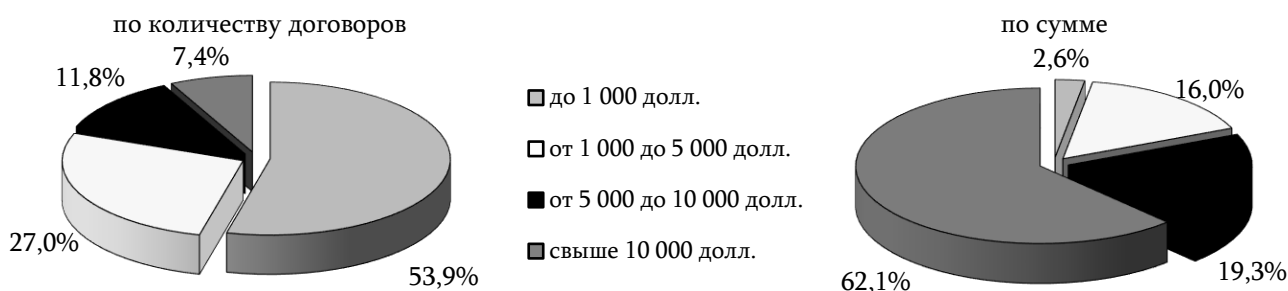 по количеству договоров
7,4%
11,8%
27,0%
53,9%
до 1 000 долл.
от 1 000 до 5 000 долл.
от 5 000 до 10 000 долл.
свыше 10 000 долл.
по сумме
2,6%
16,0%
19,3%
62,1%